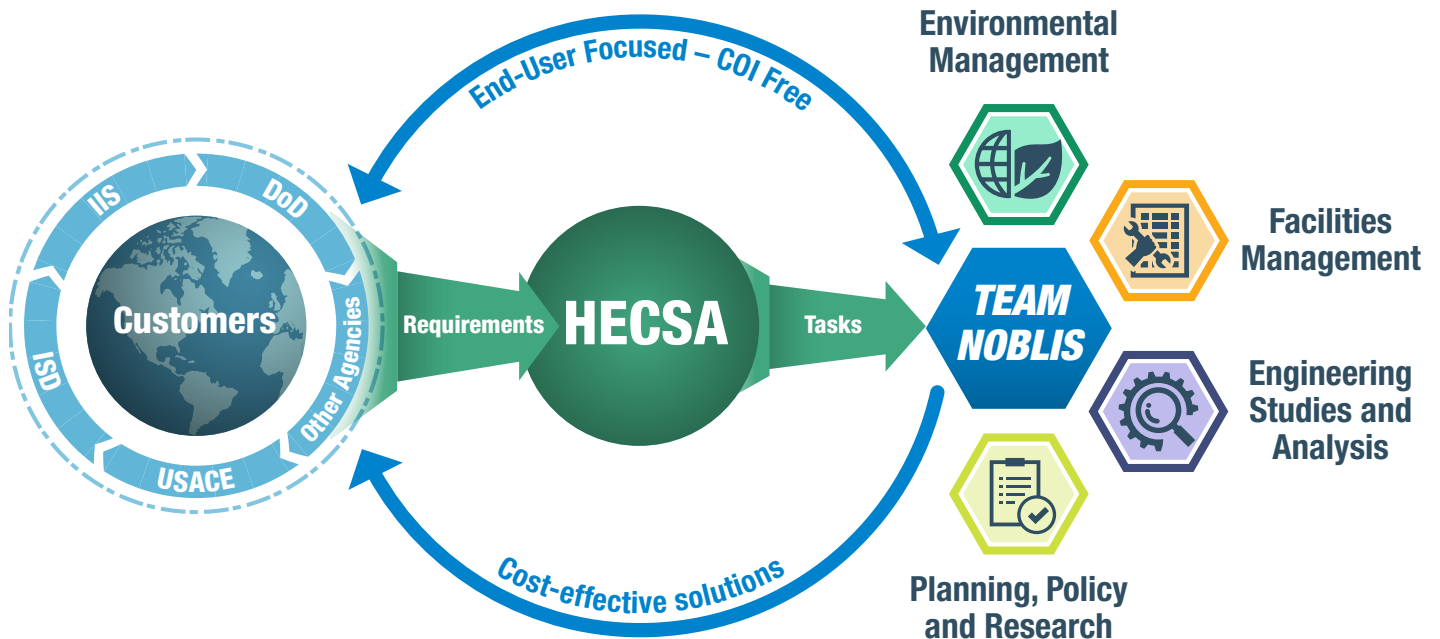 End-User Focused – COI Free
IIS
DoD
Other Agencies
USACE
ISD
Customers
Requirements
HECSA
Tasks
TEAM
NOBLIS
Environmental
Management
Facilities
Management
Engineering
Studies and
Analysis
Planning, Policy
and Research
Cost-effective solutions